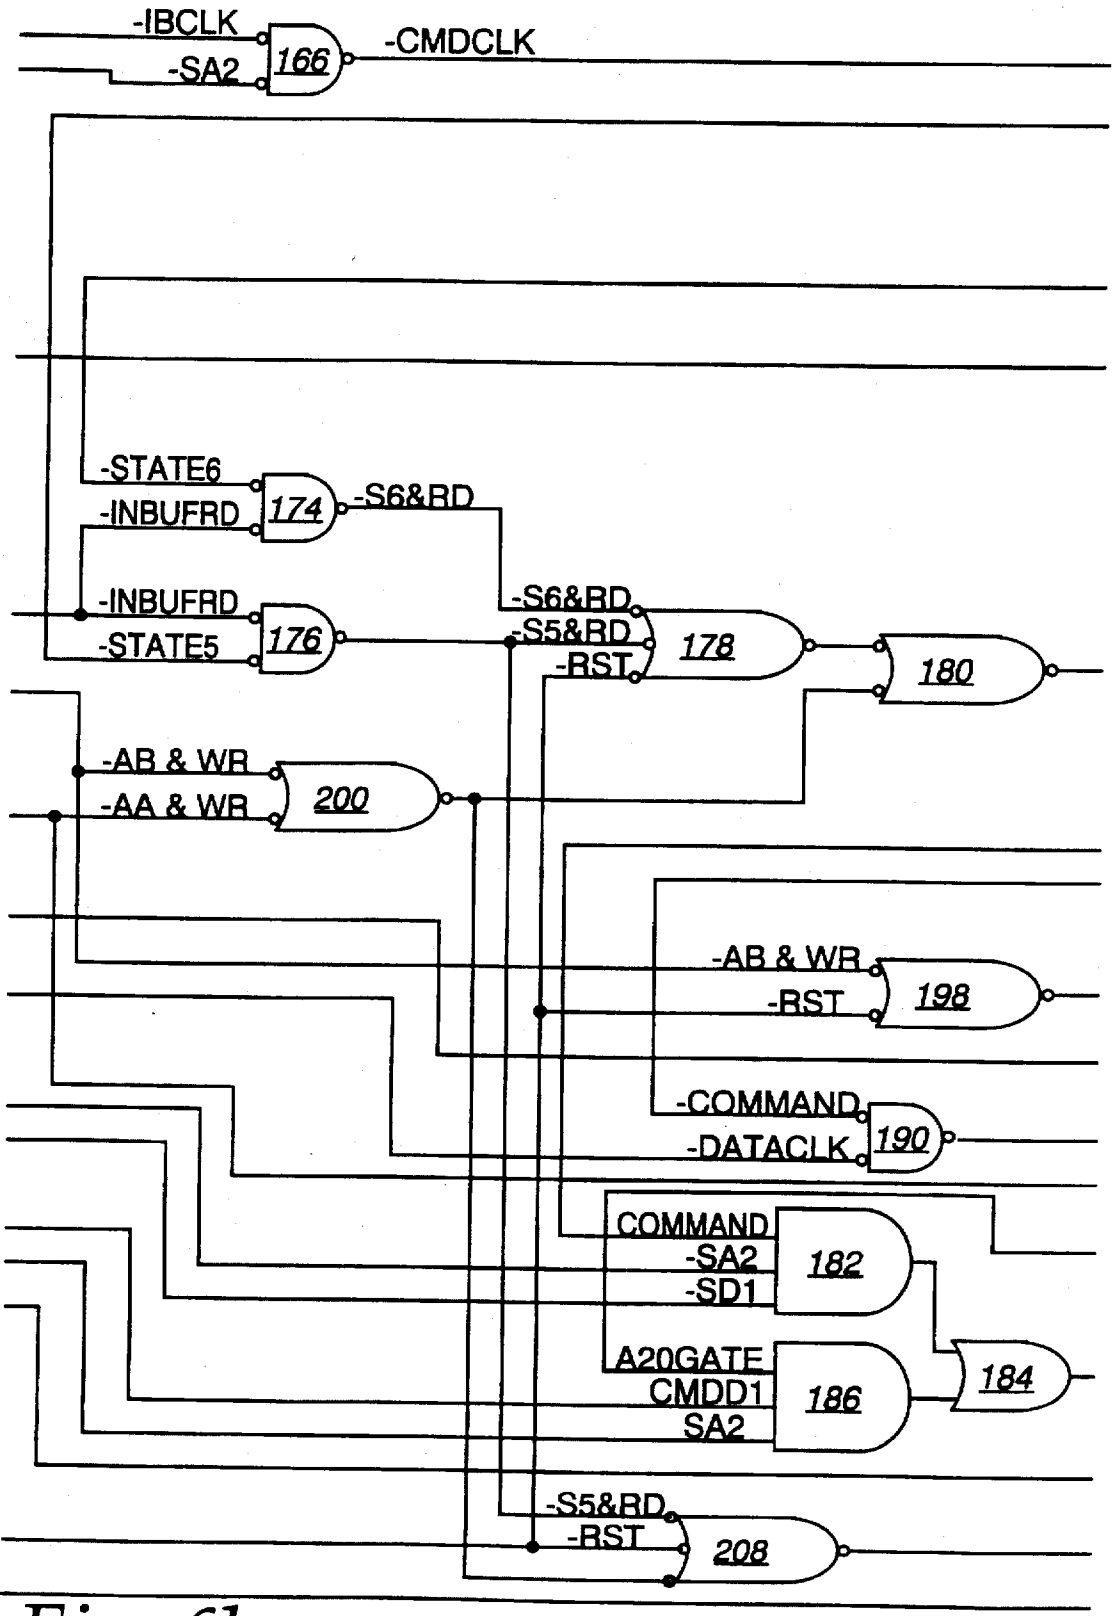 -IBCLK
-SA2
166
-CMDCLK
-STATE6
-INBUFRD
174
-S6&RD
-INBUFRD
-STATE5
176
-S6&RD
-S5&RD
-RST
178
180
-AB & WR
-AA & WR
200
-AB & WR
-RST
198
-COMMAND
-DATACLK
190
COMMAND
-SA2
-SD1
182
A20GATE
CMDD1
SA2
186
184
-S5&RD
-RST
208